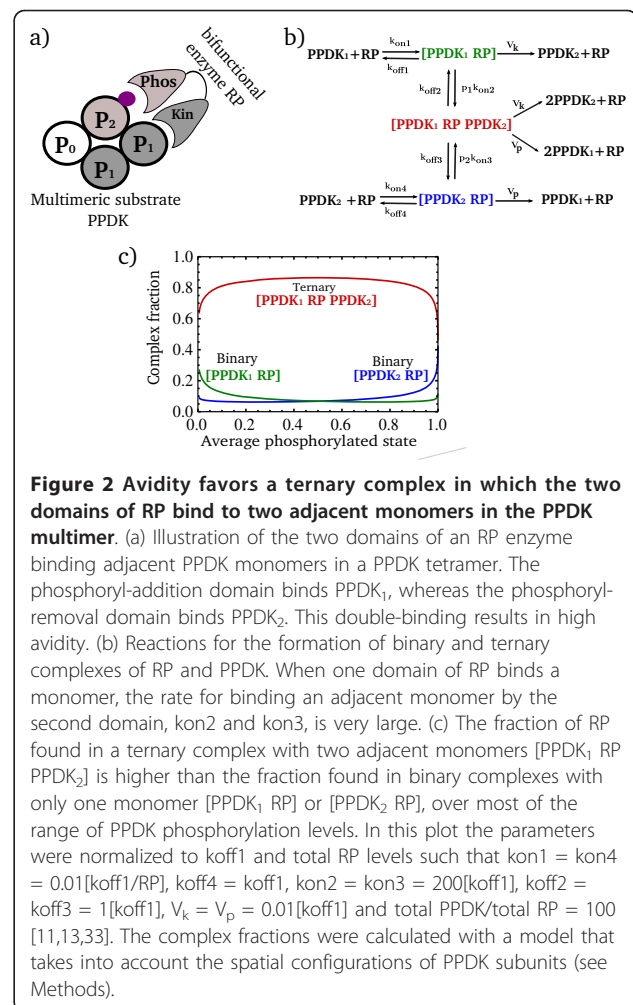 a)
bifunctional
enzyme RP
Phos
Kin
P₂
P₀
P₁
P₁
Multimeric substrate
PPDK
b)
PPDK₁+RP kon1 koff1 [PPDK₁ RP] Vk PPDK₂+RP
koff2 p₁kon2
Vk 2PPDK₂+RP
[PPDK₁ RP PPDK₂]
Vp 2PPDK₁+RP
koff3 p₂kon3
PPDK₂ +RP kon4 koff4 [PPDK₂ RP] Vp PPDK₁+RP
c)
Complex fraction
1.0
0.8
0.6
0.4
0.2
0.0
Ternary
[PPDK₁ RP PPDK₂]
Binary
[PPDK₁ RP]
Binary
[PPDK₂ RP]
0.0 0.2 0.4 0.6 0.8 1.0
Average phosphorylated state
Figure 2 Avidity favors a ternary complex in which the two
domains of RP bind to two adjacent monomers in the PPDK
multimer. (a) Illustration of the two domains of an RP enzyme
binding adjacent PPDK monomers in a PPDK tetramer. The
phosphoryl-addition domain binds PPDK₁, whereas the phosphoryl-
removal domain binds PPDK₂. This double-binding results in high
avidity. (b) Reactions for the formation of binary and ternary
complexes of RP and PPDK. When one domain of RP binds a
monomer, the rate for binding an adjacent monomer by the
second domain, kon2 and kon3, is very large. (c) The fraction of RP
found in a ternary complex with two adjacent monomers [PPDK₁ RP
PPDK₂] is higher than the fraction found in binary complexes with
only one monomer [PPDK₁ RP] or [PPDK₂ RP], over most of the
range of PPDK phosphorylation levels. In this plot the parameters
were normalized to koff1 and total RP levels such that kon1 = kon4
= 0.01[koff1/RP], koff4 = koff1, kon2 = kon3 = 200[koff1], koff2 =
koff3 = 1[koff1], Vₖ = Vₚ = 0.01[koff1] and total PPDK/total RP = 100
[11,13,33]. The complex fractions were calculated with a model that
takes into account the spatial configurations of PPDK subunits (see
Methods).